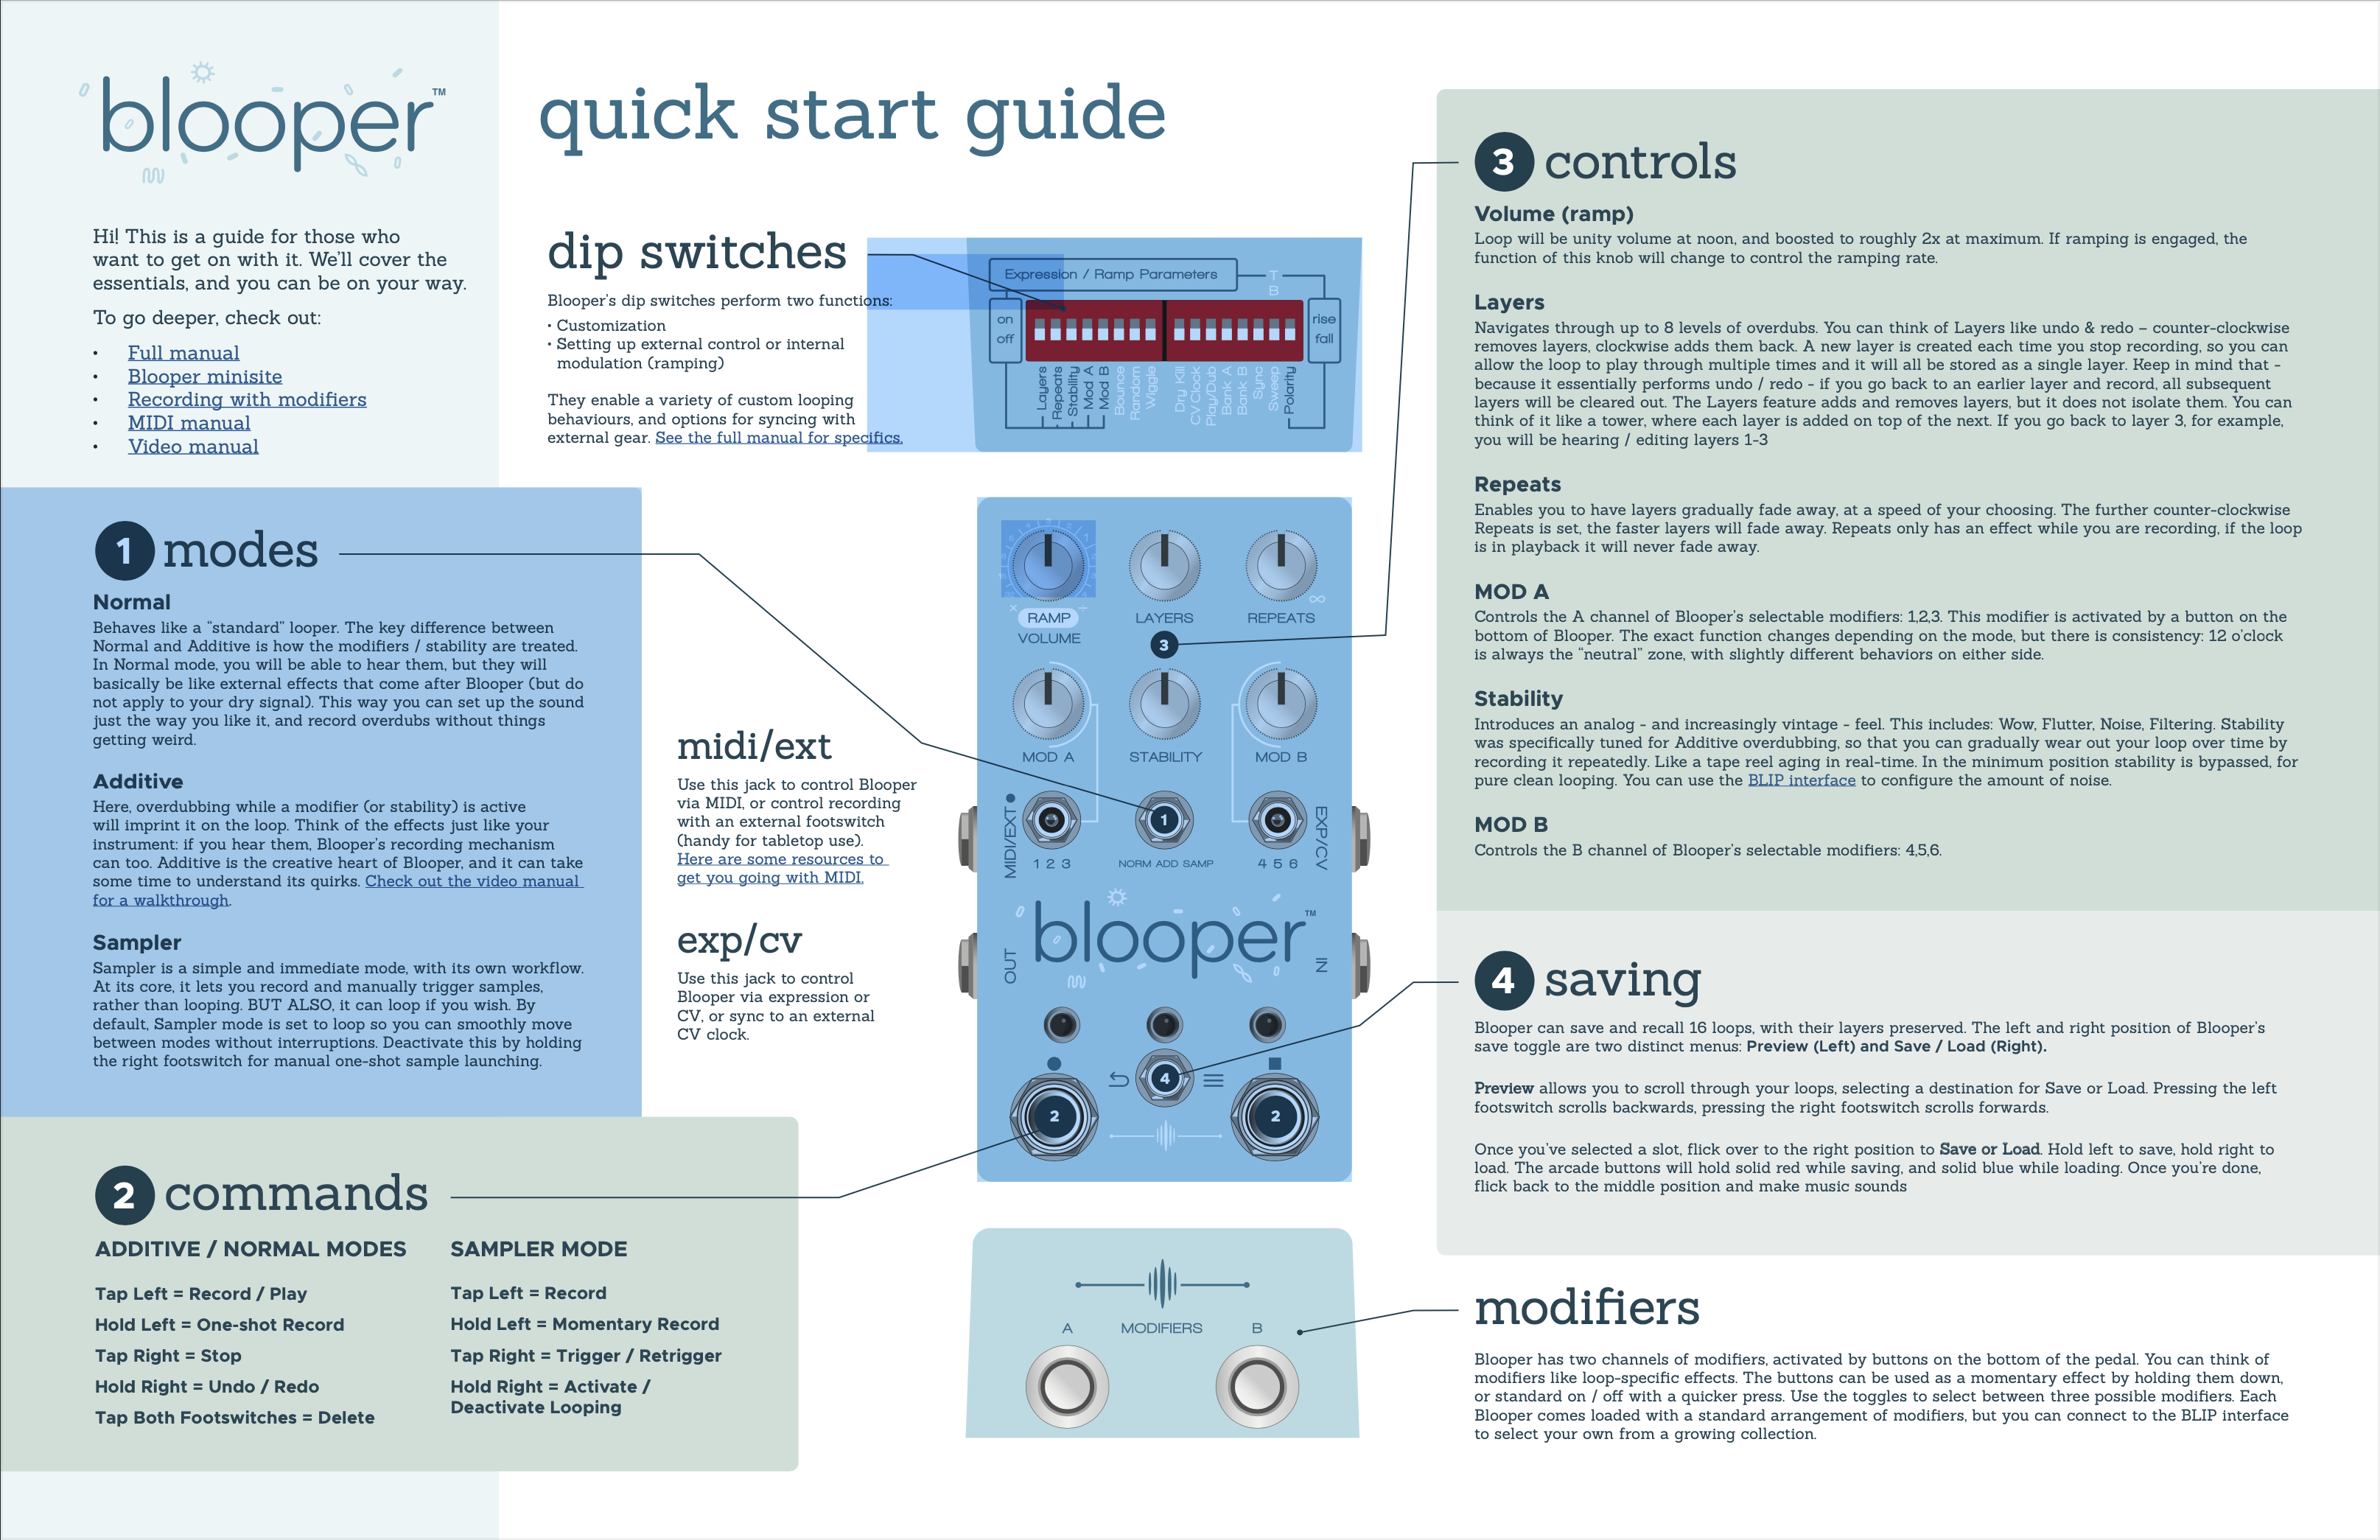 blooper™
quick start guide
Hi! This is a guide for those who
want to get on with it. We'll cover the
essentials, and you can be on your way.
To go deeper, check out:
• Full manual
• Blooper minisite
• Recording with modifiers
• MIDI manual
• Video manual
dip switches
Blooper's dip switches perform two functions:
• Customization
• Setting up external control or internal
modulation (ramping)
They enable a variety of custom looping
behaviours, and options for syncing with
external gear. See the full manual for specifics.
Expression / Ramp Parameters
T
B
on
off
rise
fall
Layers
Repeats
Stability
Mod A
Mod B
Bounce
Random
Wiggle
Dry Kill
CV Clock
Play/Dub
Bank A
Bank B
Sync
Sweep
Polarity
1 modes
Normal
Behaves like a “standard” looper. The key difference between
Normal and Additive is how the modifiers / stability are treated.
In Normal mode, you will be able to hear them, but they will
basically be like external effects that come after Blooper (but do
not apply to your dry signal). This way you can set up the sound
just the way you like it, and record overdubs without things
getting weird.
Additive
Here, overdubbing while a modifier (or stability) is active
will imprint it on the loop. Think of the effects just like your
instrument: if you hear them, Blooper's recording mechanism
can too. Additive is the creative heart of Blooper, and it can take
some time to understand its quirks. Check out the video manual
for a walkthrough.
Sampler
Sampler is a simple and immediate mode, with its own workflow.
At its core, it lets you record and manually trigger samples,
rather than looping. BUT ALSO, it can loop if you wish. By
default, Sampler mode is set to loop so you can smoothly move
between modes without interruptions. Deactivate this by holding
the right footswitch for manual one-shot sample launching.
midi/ext
Use this jack to control Blooper
via MIDI, or control recording
with an external footswitch
(handy for tabletop use).
Here are some resources to
get you going with MIDI.
exp/cv
Use this jack to control
Blooper via expression or
CV, or sync to an external
CV clock.
× ÷ ∞
RAMP LAYERS REPEATS
VOLUME
3
MOD A STABILITY MOD B
MIDI/EXT
1
EXP/CV
1 2 3 NORM ADD SAMP 4 5 6
blooper™
OUT
IN
4
2 2
2 commands
ADDITIVE / NORMAL MODES
Tap Left = Record / Play
Hold Left = One-shot Record
Tap Right = Stop
Hold Right = Undo / Redo
Tap Both Footswitches = Delete
SAMPLER MODE
Tap Left = Record
Hold Left = Momentary Record
Tap Right = Trigger / Retrigger
Hold Right = Activate /
Deactivate Looping
A MODIFIERS B
3 controls
Volume (ramp)
Loop will be unity volume at noon, and boosted to roughly 2x at maximum. If ramping is engaged, the
function of this knob will change to control the ramping rate.
Layers
Navigates through up to 8 levels of overdubs. You can think of Layers like undo & redo – counter-clockwise
removes layers, clockwise adds them back. A new layer is created each time you stop recording, so you can
allow the loop to play through multiple times and it will all be stored as a single layer. Keep in mind that -
because it essentially performs undo / redo - if you go back to an earlier layer and record, all subsequent
layers will be cleared out. The Layers feature adds and removes layers, but it does not isolate them. You can
think of it like a tower, where each layer is added on top of the next. If you go back to layer 3, for example,
you will be hearing / editing layers 1-3
Repeats
Enables you to have layers gradually fade away, at a speed of your choosing. The further counter-clockwise
Repeats is set, the faster layers will fade away. Repeats only has an effect while you are recording, if the loop
is in playback it will never fade away.
MOD A
Controls the A channel of Blooper's selectable modifiers: 1,2,3. This modifier is activated by a button on the
bottom of Blooper. The exact function changes depending on the mode, but there is consistency: 12 o'clock
is always the “neutral” zone, with slightly different behaviors on either side.
Stability
Introduces an analog - and increasingly vintage - feel. This includes: Wow, Flutter, Noise, Filtering. Stability
was specifically tuned for Additive overdubbing, so that you can gradually wear out your loop over time by
recording it repeatedly. Like a tape reel aging in real-time. In the minimum position stability is bypassed, for
pure clean looping. You can use the BLIP interface to configure the amount of noise.
MOD B
Controls the B channel of Blooper's selectable modifiers: 4,5,6.
4 saving
Blooper can save and recall 16 loops, with their layers preserved. The left and right position of Blooper's
save toggle are two distinct menus: Preview (Left) and Save / Load (Right).
Preview allows you to scroll through your loops, selecting a destination for Save or Load. Pressing the left
footswitch scrolls backwards, pressing the right footswitch scrolls forwards.
Once you've selected a slot, flick over to the right position to Save or Load. Hold left to save, hold right to
load. The arcade buttons will hold solid red while saving, and solid blue while loading. Once you're done,
flick back to the middle position and make music sounds
modifiers
Blooper has two channels of modifiers, activated by buttons on the bottom of the pedal. You can think of
modifiers like loop-specific effects. The buttons can be used as a momentary effect by holding them down,
or standard on / off with a quicker press. Use the toggles to select between three possible modifiers. Each
Blooper comes loaded with a standard arrangement of modifiers, but you can connect to the BLIP interface
to select your own from a growing collection.